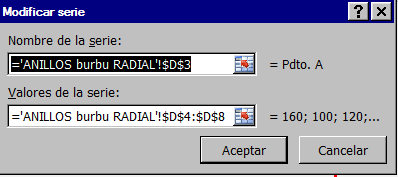 Modificar serie
Nombre de la serie:
='ANILLOS burbu RADIAL'!$D$3 = Pdto. A
Valores de la serie:
='ANILLOS burbu RADIAL'!$D$4:$D$8 = 160; 100; 120;...
Aceptar Cancelar